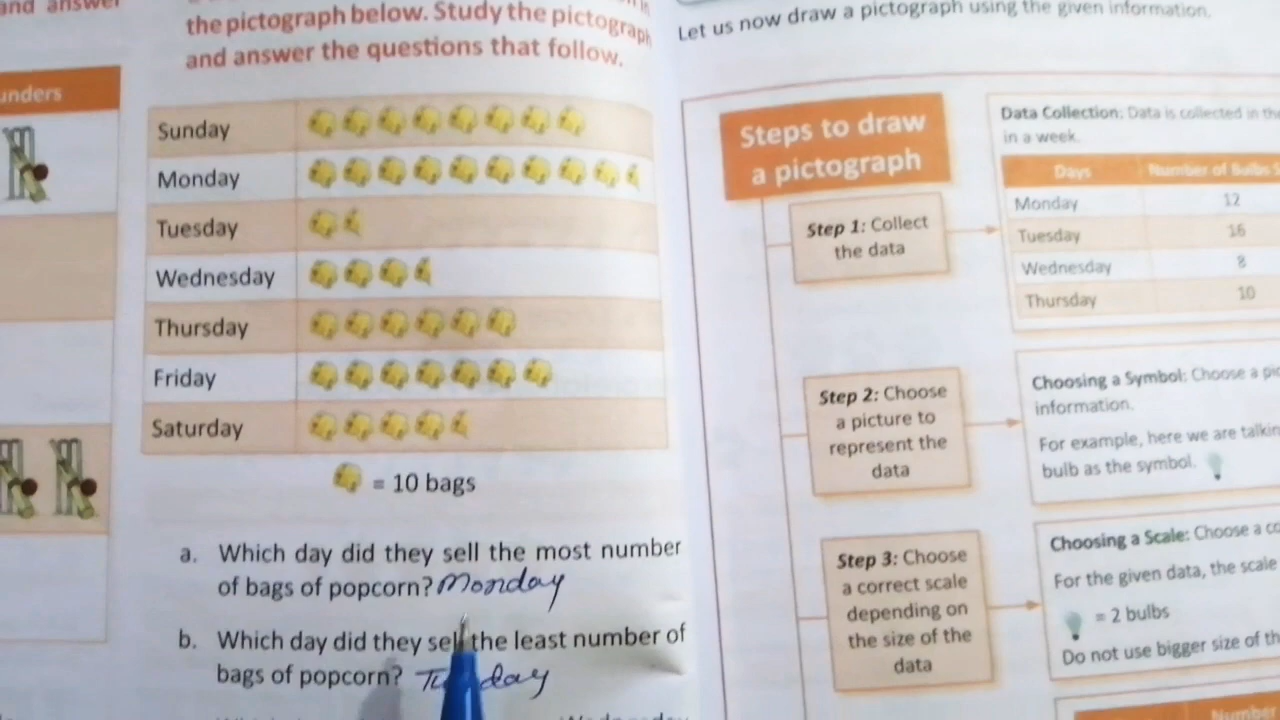 and answer
the pictograph below. Study the pictograph
and answer the questions that follow.
Sunday
Monday
Tuesday
Wednesday
Thursday
Friday
Saturday
= 10 bags
a. Which day did they sell the most number
of bags of popcorn? Monday
b. Which day did they sell the least number of
bags of popcorn?
Let us now draw a pictograph using the given information.
Steps to draw
a pictograph
Step 1: Collect
the data
Data Collection: Data is collected in
in a week.
Days Number of Bulbs
Monday 12
Tuesday 16
Wednesday 8
Thursday 10
Step 2: Choose
a picture to
represent the
data
Choosing a Symbol: Choose a
information.
For example, here we are
bulb as the symbol.
Step 3: Choose
a correct scale
depending on
the size of the
data
Choosing a Scale: Choose a
For the given data, the scale
= 2 bulbs
Do not use bigger size of
Number